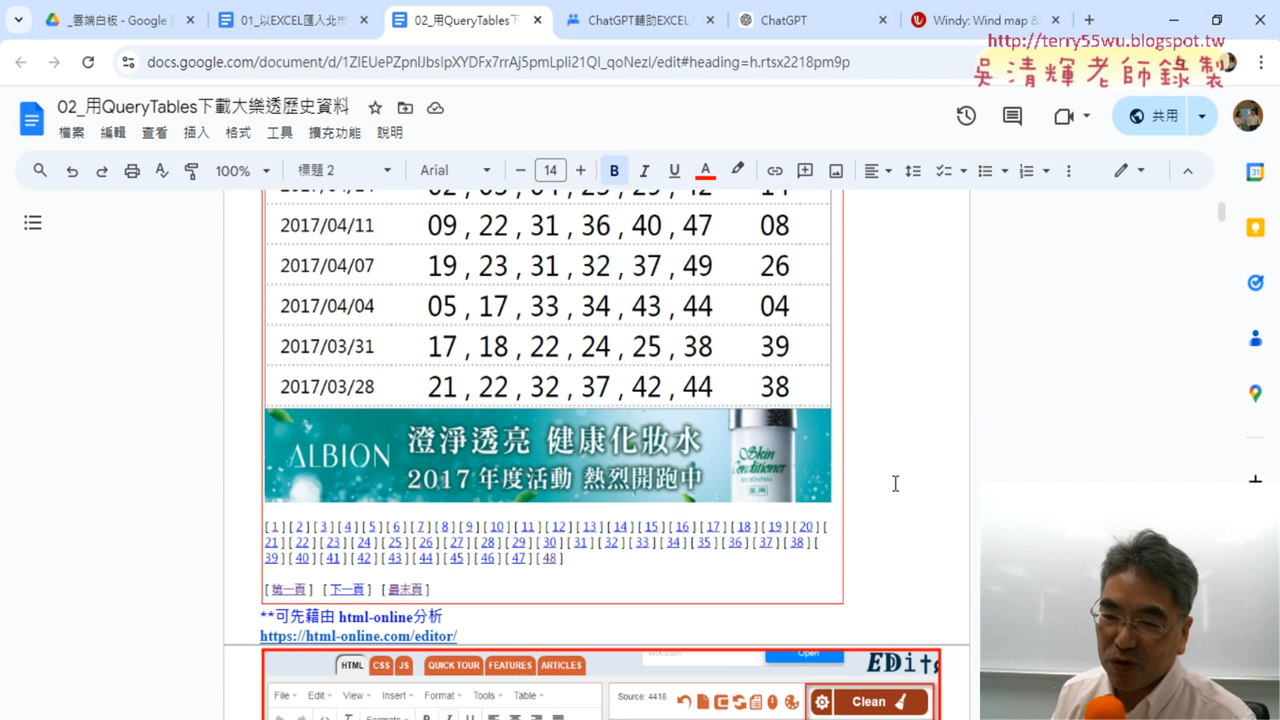 _雲端白板 - Google
01_以EXCEL匯入北市
02_用QueryTables下
ChatGPT輔助EXCEL
ChatGPT
Windy: Wind map &
http://terry55wu.blogspot.tw
docs.google.com/document/d/1ZlEUePZpnlJbsIpXYDFx7rrAj5pmLpIi21QI_qoNezI/edit#heading=h.rtsx2218pm9p
吳清輝老師錄製
02_用QueryTables下載大樂透歷史資料
檔案 編輯 查看 插入 格式 工具 擴充功能 說明
共用
100% 標題 2 Arial 14 B I U A
2017/04/11 09 , 22 , 31 , 36 , 40 , 47 08
2017/04/07 19 , 23 , 31 , 32 , 37 , 49 26
2017/04/04 05 , 17 , 33 , 34 , 43 , 44 04
2017/03/31 17 , 18 , 22 , 24 , 25 , 38 39
2017/03/28 21 , 22 , 32 , 37 , 42 , 44 38
ALBION 澄淨透亮 健康化妝水
2017 年度活動 熱烈開跑中
Skin Conditioner
[ 1 ] [ 2 ] [ 3 ] [ 4 ] [ 5 ] [ 6 ] [ 7 ] [ 8 ] [ 9 ] [ 10 ] [ 11 ] [ 12 ] [ 13 ] [ 14 ] [ 15 ] [ 16 ] [ 17 ] [ 18 ] [ 19 ] [ 20 ] [
21 ] [ 22 ] [ 23 ] [ 24 ] [ 25 ] [ 26 ] [ 27 ] [ 28 ] [ 29 ] [ 30 ] [ 31 ] [ 32 ] [ 33 ] [ 34 ] [ 35 ] [ 36 ] [ 37 ] [ 38 ] [
39 ] [ 40 ] [ 41 ] [ 42 ] [ 43 ] [ 44 ] [ 45 ] [ 46 ] [ 47 ] [ 48 ]
[ 第一頁 ] [ 下一頁 ] [ 最末頁 ]
**可先藉由 html-online分析
https://html-online.com/editor/
HTML CSS JS QUICK TOUR FEATURES ARTICLES
Open
File Edit View Insert Format Tools Table
Source: 4418
Clean